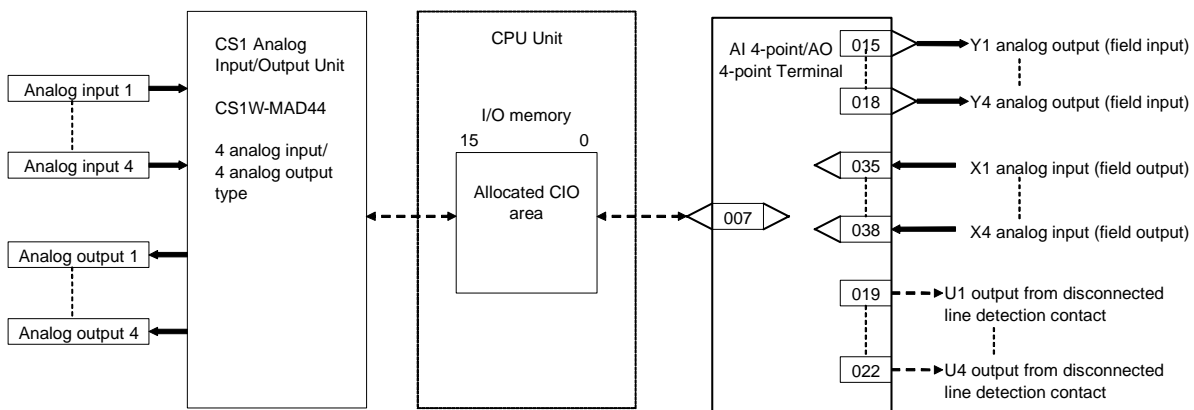 CS1 Analog
Input/Output Unit
CS1W-MAD44
4 analog input/
4 analog output
type
Analog input 1
Analog input 4
Analog output 1
Analog output 4
CPU Unit
I/O memory
15 0
Allocated CIO
area
AI 4-point/AO
4-point Terminal
007
015
Y1 analog output (field input)
018
Y4 analog output (field input)
035
X1 analog input (field output)
038
X4 analog input (field output)
019
U1 output from disconnected
line detection contact
022
U4 output from disconnected
line detection contact